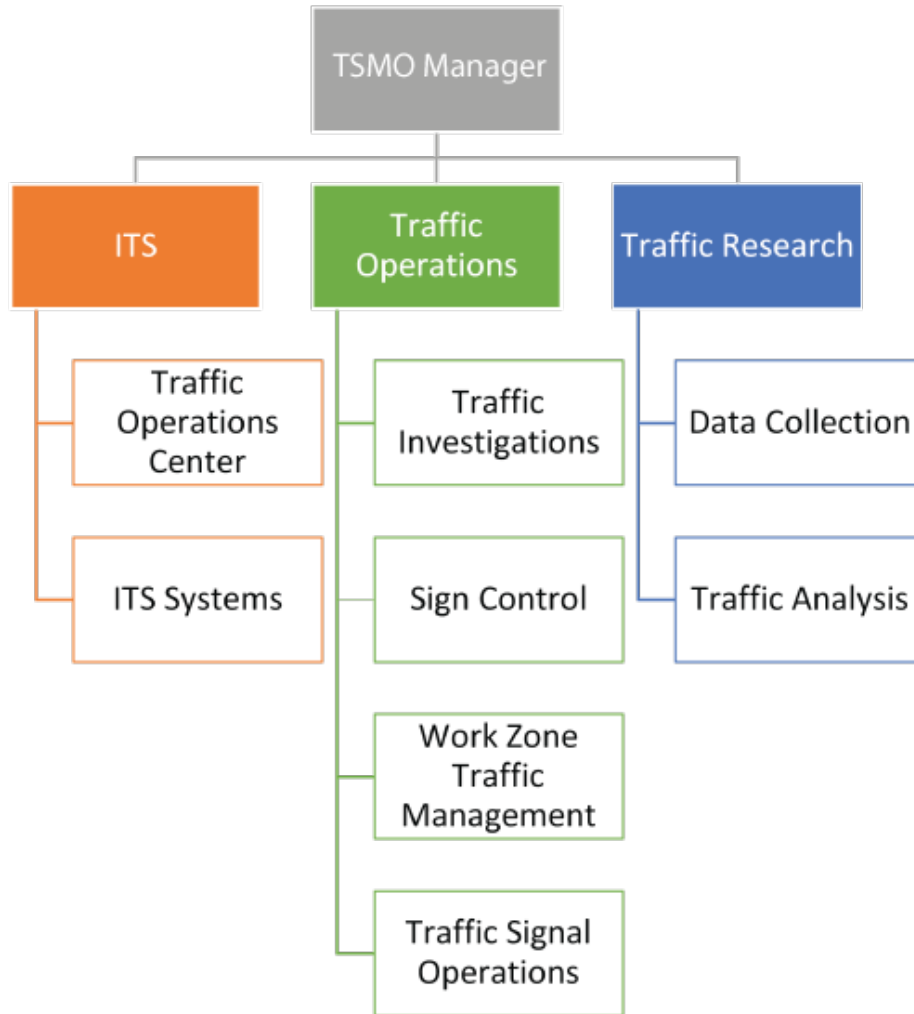 TSMO Manager
ITS
Traffic
Operations
Traffic Research
Traffic
Operations
Center
ITS Systems
Traffic
Investigations
Sign Control
Work Zone
Traffic
Management
Traffic Signal
Operations
Data Collection
Traffic Analysis